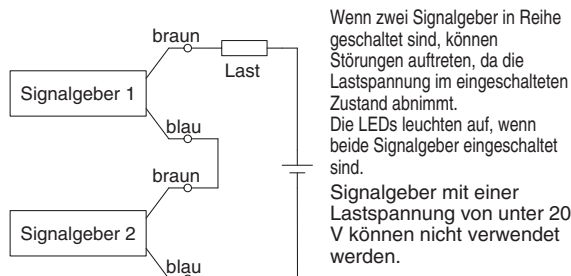 braun
Last
Signalgeber 1
blau
braun
Signalgeber 2
blau
Wenn zwei Signalgeber in Reihe
geschaltet sind, können
Störungen auftreten, da die
Lastspannung im eingeschalteten
Zustand abnimmt.
Die LEDs leuchten auf, wenn
beide Signalgeber eingeschaltet
sind.
Signalgeber mit einer
Lastspannung von unter 20
V können nicht verwendet
werden.